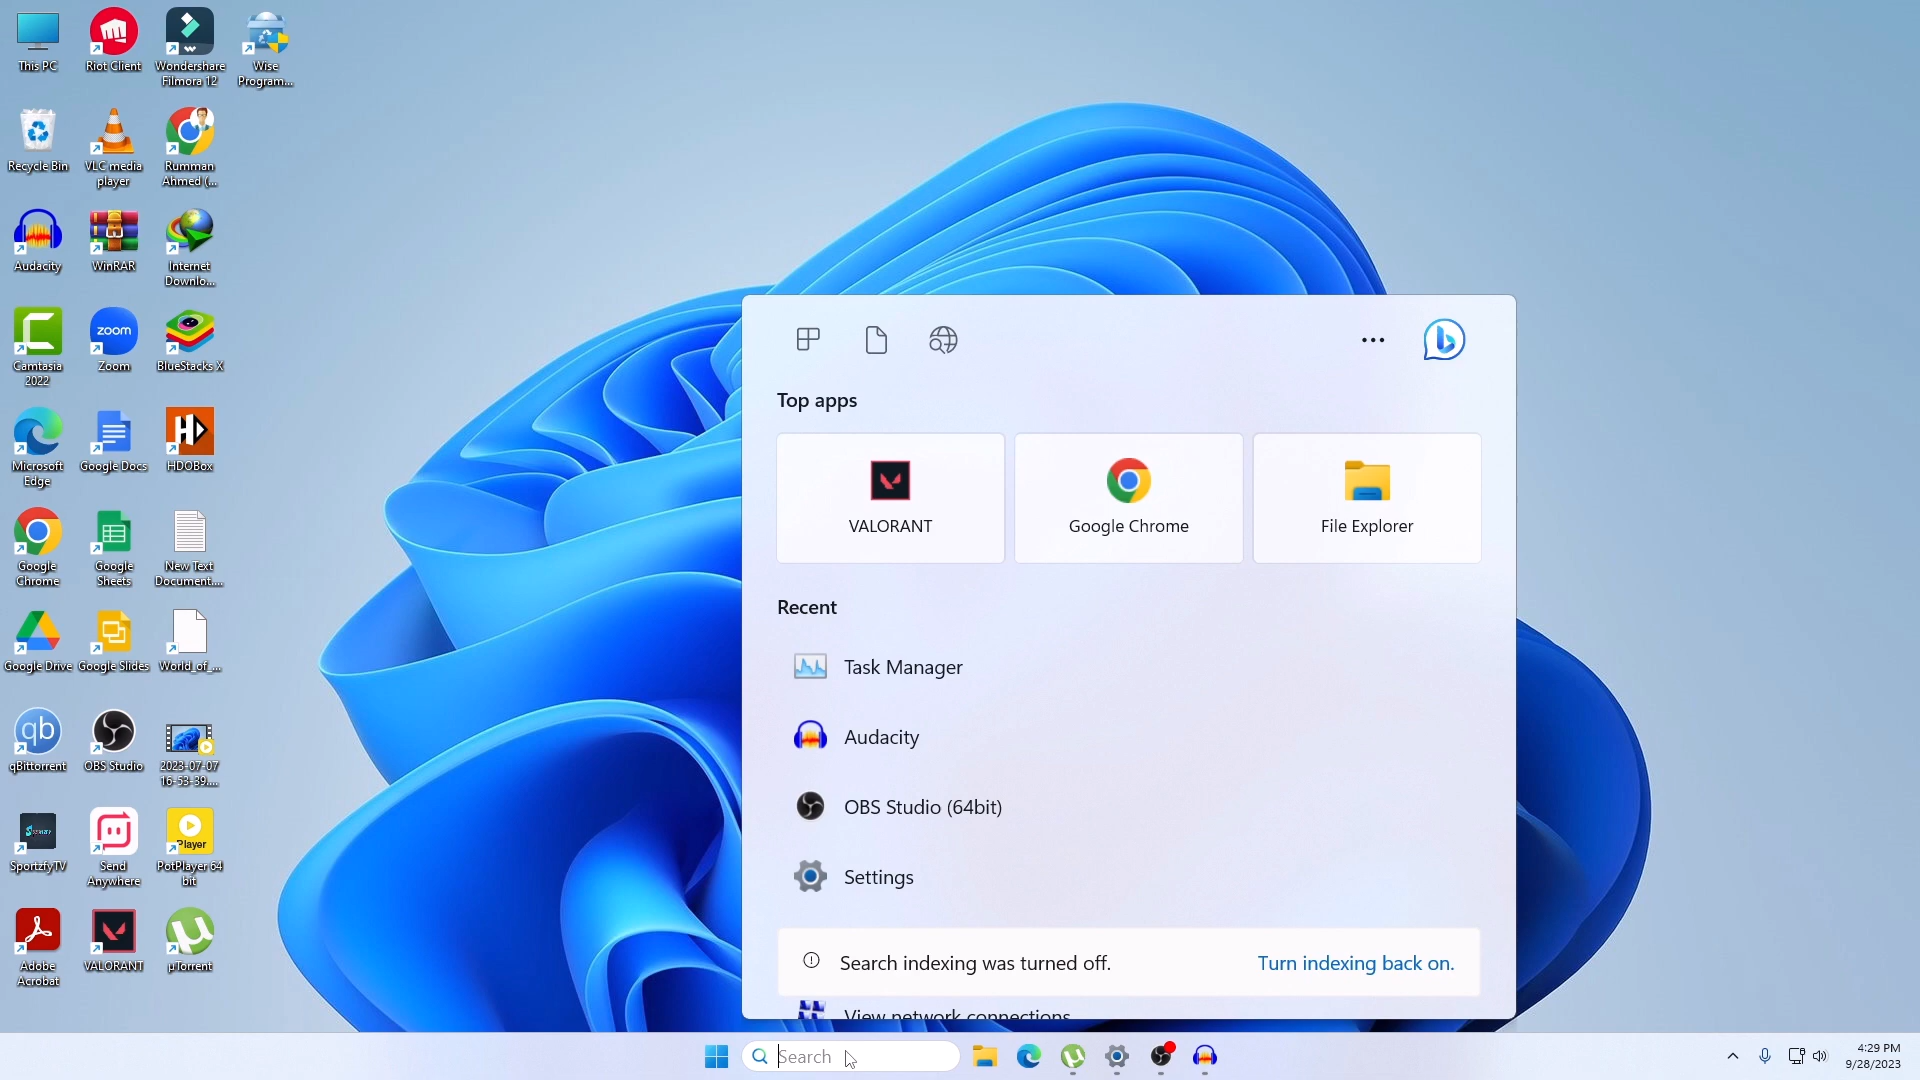 This PC
Riot Client
Wondershare
Filmora 12
Wise
Program...
Recycle Bin
VLC media
player
Rumman
Ahmed (...
Audacity
WinRAR
Internet
Downlo...
Camtasia
2022
zoom
Zoom
BlueStacks X
Microsoft
Edge
Google Docs
HDOBox
Google
Chrome
Google
Sheets
New Text
Document....
Google Drive
Google Slides
World_of_...
qb
qBittorrent
OBS Studio
2023-07-07
16-53-39....
SportzfyTV
Send
Anywhere
Player
PotPlayer 64
bit
Adobe
Acrobat
VALORANT
µTorrent
Top apps
VALORANT
Google Chrome
File Explorer
Recent
Task Manager
Audacity
OBS Studio (64bit)
Settings
Search indexing was turned off.
Turn indexing back on.
View network connections
Search
4:29 PM
9/28/2023